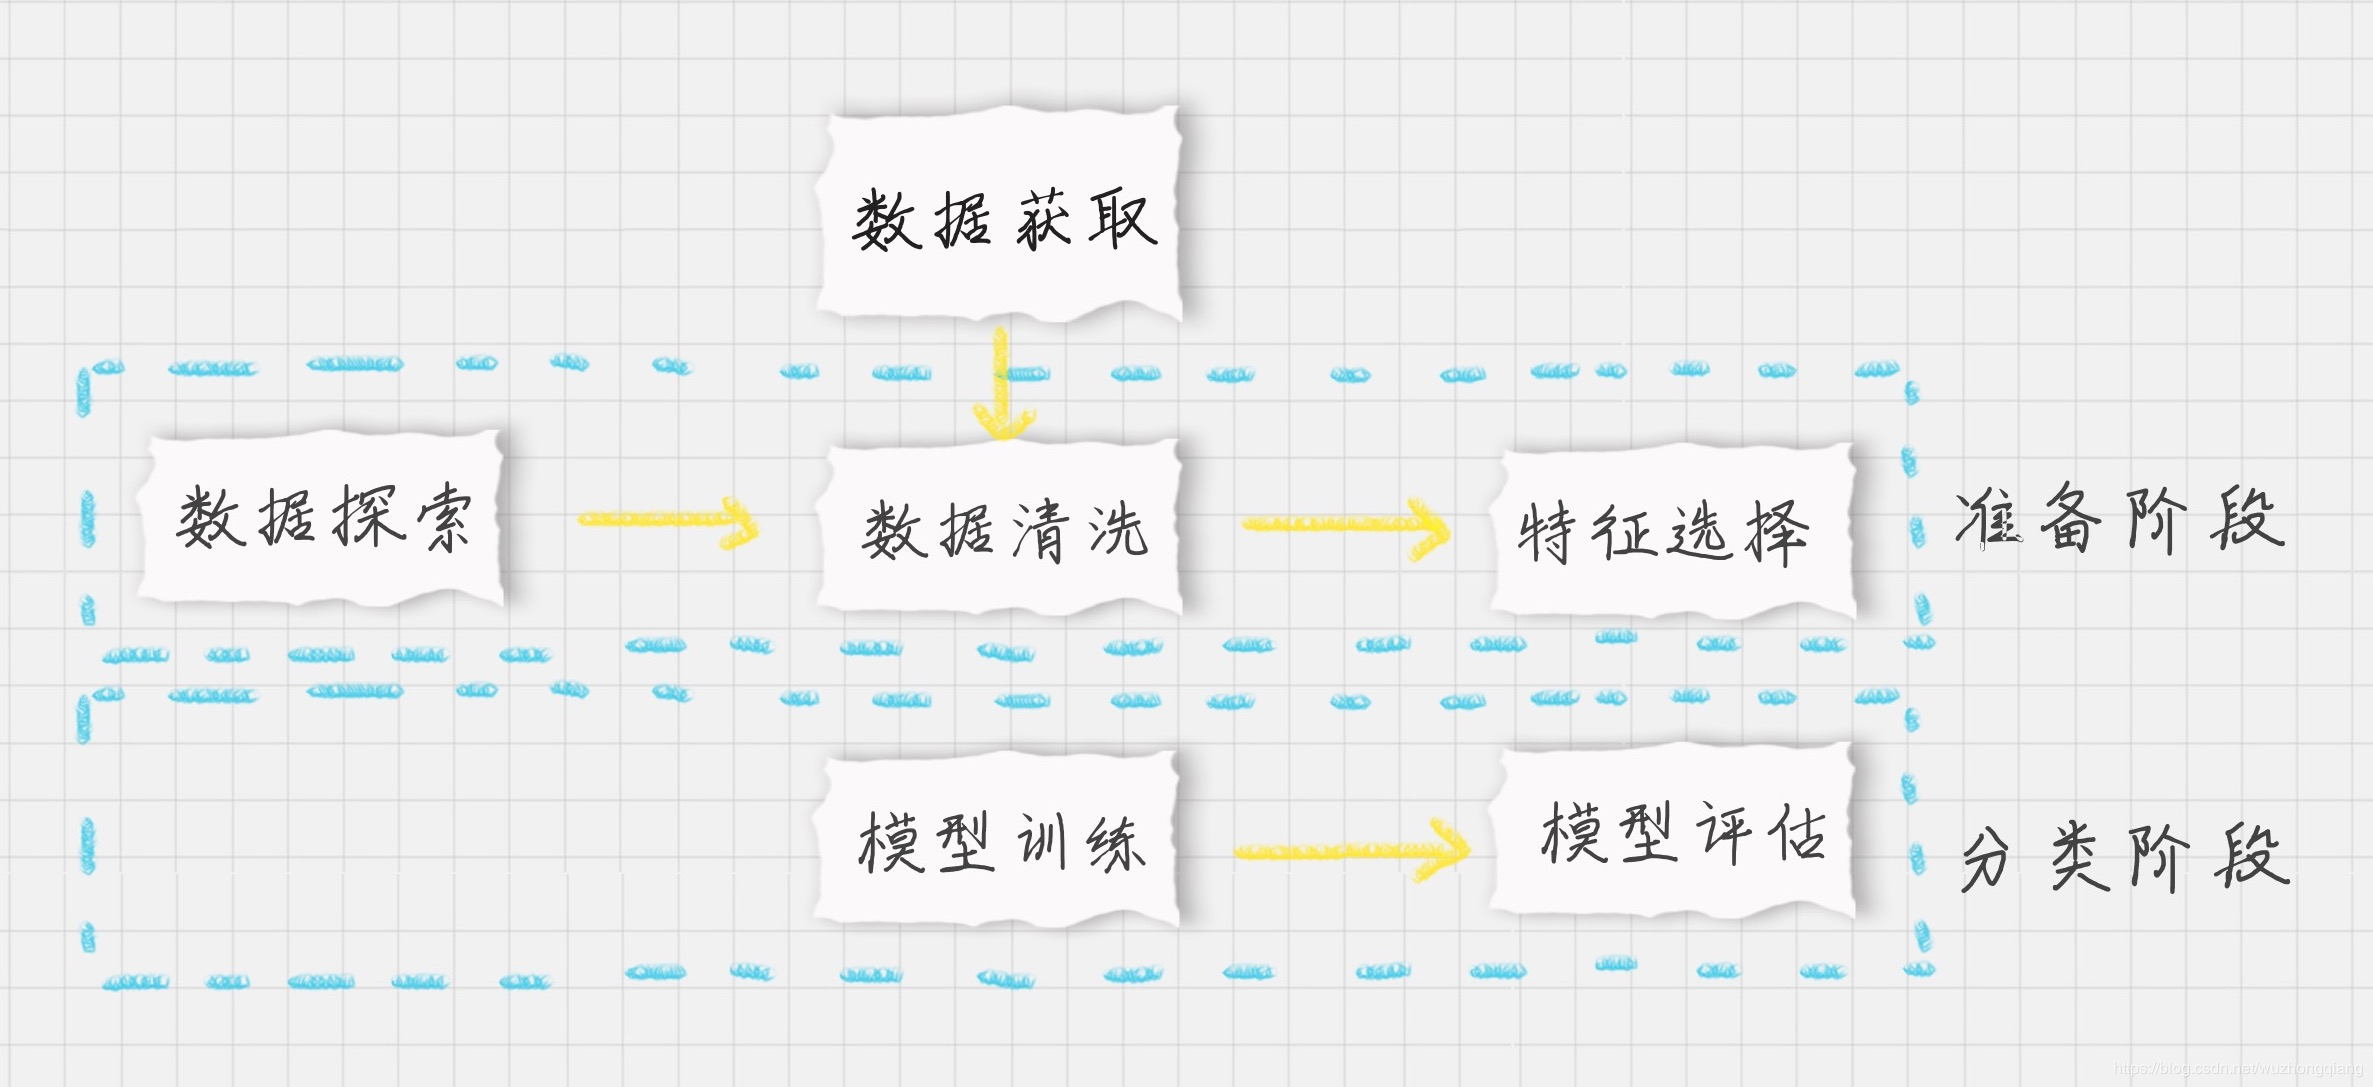 数据获取
数据探索
数据清洗
特征选择
准备阶段
模型训练
模型评估
分类阶段
https://blog.csdn.net/wuzhongqiang